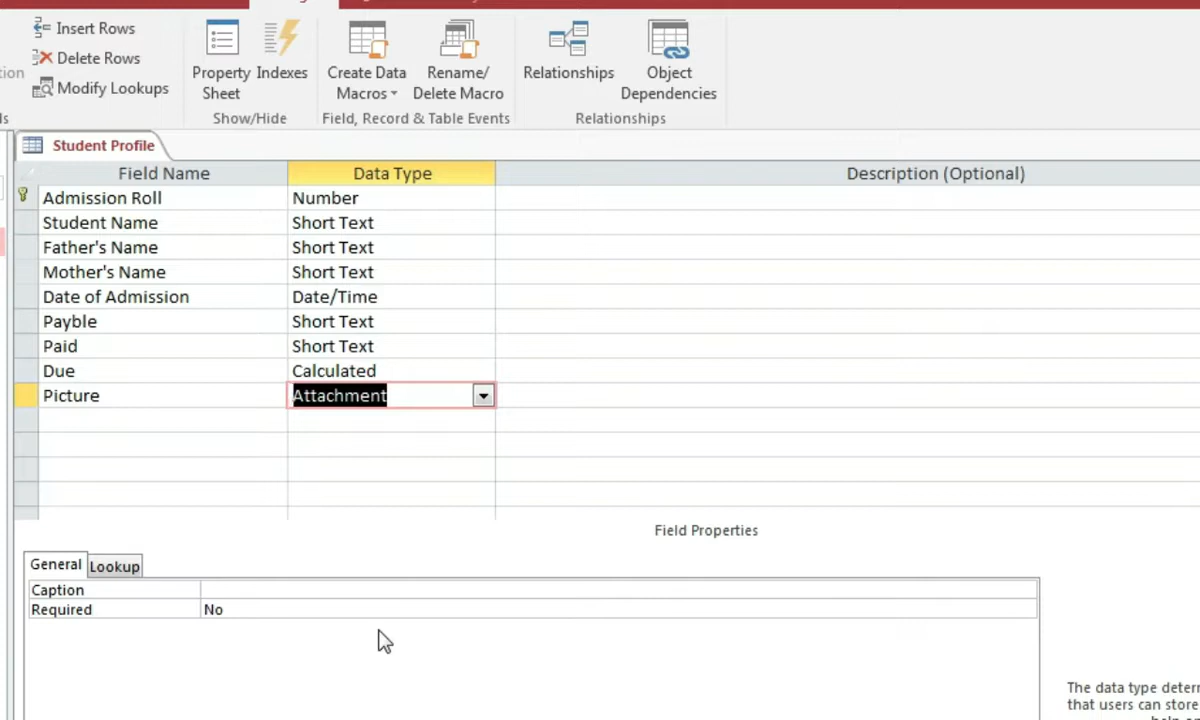 Insert Rows
Delete Rows
Modify Lookups
Property Sheet
Indexes
Show/Hide
Create Data Macros
Rename/ Delete Macro
Field, Record & Table Events
Relationships
Object Dependencies
Relationships
Student Profile
Field Name Data Type Description (Optional)
Admission Roll Number
Student Name Short Text
Father's Name Short Text
Mother's Name Short Text
Date of Admission Date/Time
Payble Short Text
Paid Short Text
Due Calculated
Picture Attachment
Field Properties
General Lookup
Caption
Required No
The data type
that users can store